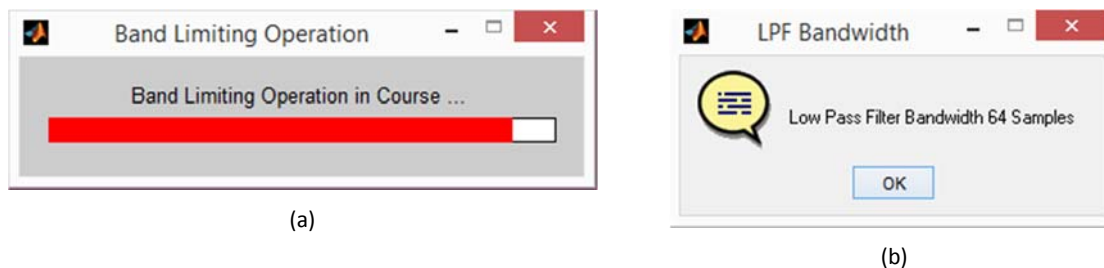 Band Limiting Operation
Band Limiting Operation in Course ...
(a)
LPF Bandwidth
Low Pass Filter Bandwidth 64 Samples
OK
(b)